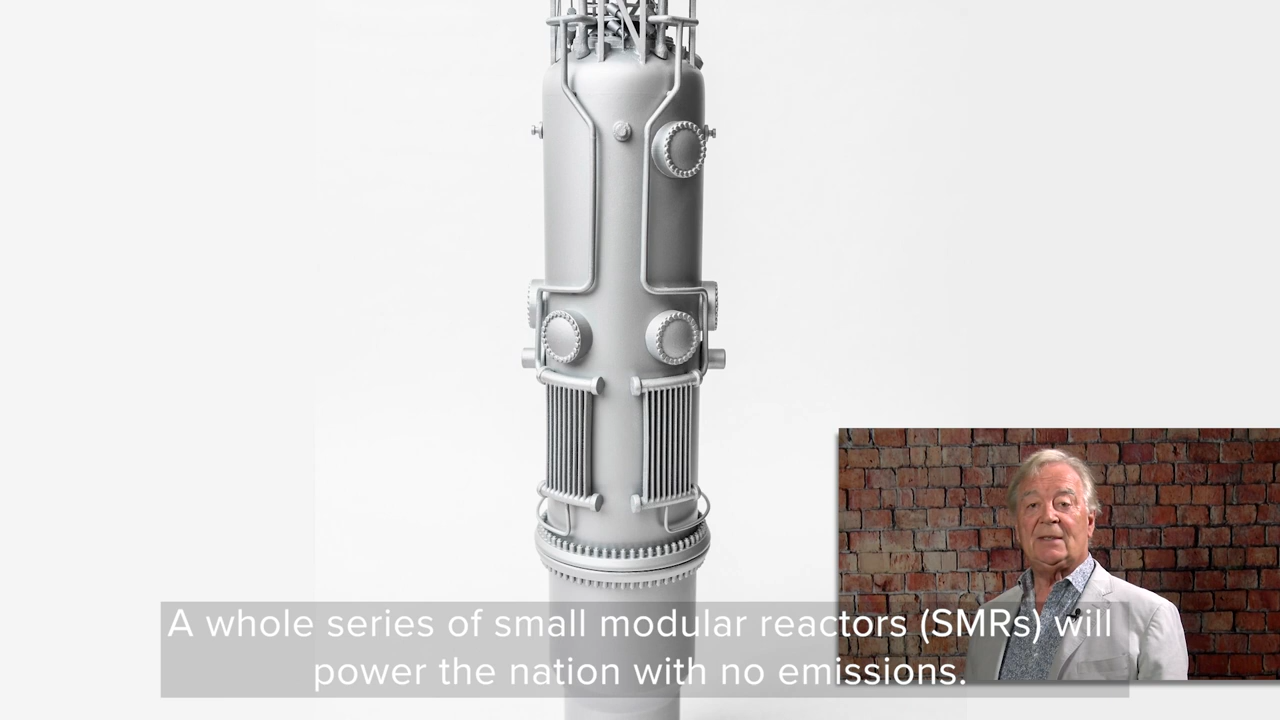 A whole series of small modular reactors (SMRs) will
power the nation with no emissions.